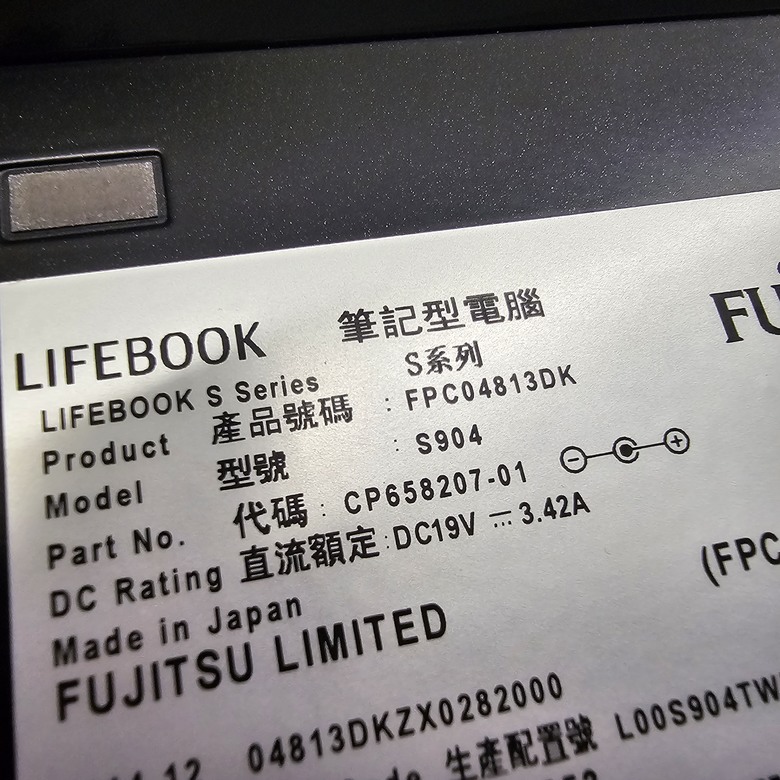 LIFEBOOK 筆記型電腦
LIFEBOOK S Series S系列
Product 產品號碼 : FPC04813DK
Model 型號 : S904
Part No. 代碼 : CP658207-01
DC Rating 直流額定 : DC19V ⎓ 3.42A
Made in Japan
FUJITSU LIMITED
(FPC
04813DKZX0282000
生產配置號 L00S904TW